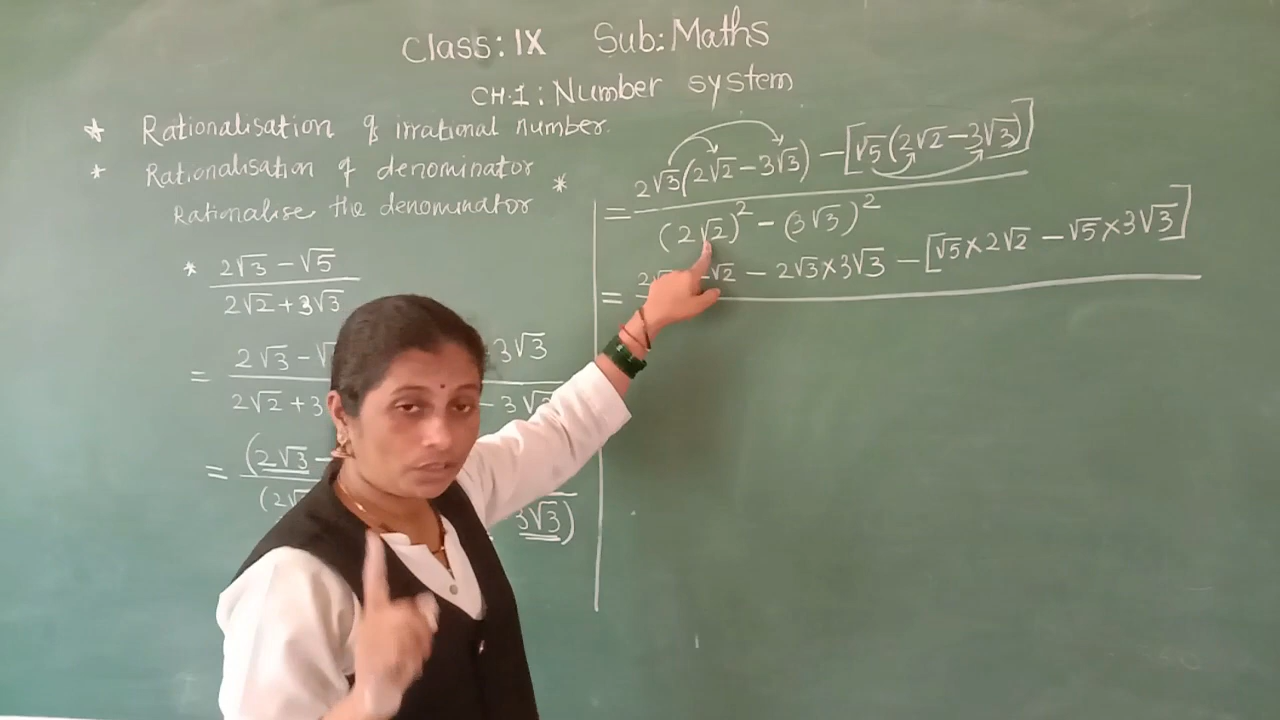 Class: IX Sub: Maths
CH.1: Number system
* Rationalisation of irrational number.
* Rationalisation of denominator
Rationalise the denominator *
* (2√3 - √5) / (2√2 + 3√3)
= 2√3 - √ 3√3
2√2 + 3 - 3√3
= (2√3 -
(2√ 3√3)
= [2√3(2√2 - 3√3) - [√5(2√2 - 3√3)]] / [(2√2)² - (3√3)²]
= 2√ √2 - 2√3×3√3 - [√5×2√2 - √5×3√3]